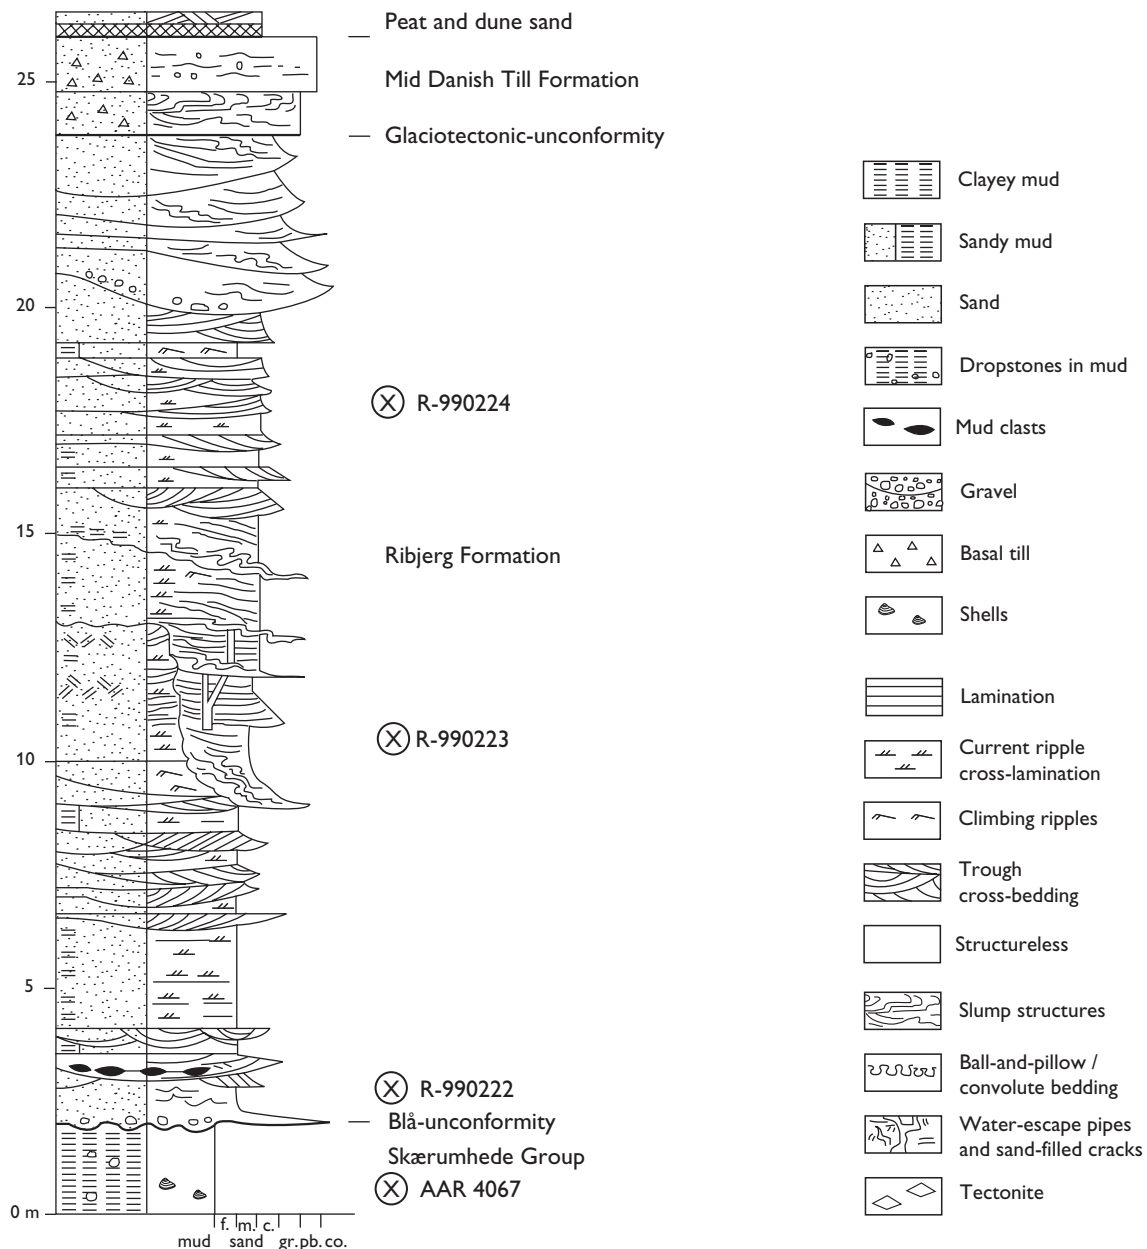 Peat and dune sand
25
Mid Danish Till Formation
Glaciotectonic-unconformity
20
R-990224
15
Ribjerg Formation
R-990223
10
5
R-990222
Blå-unconformity
Skærumhede Group
AAR 4067
0 m
f. m. c.
mud sand gr. pb. co.
Clayey mud
Sandy mud
Sand
Dropstones in mud
Mud clasts
Gravel
Basal till
Shells
Lamination
Current ripple
cross-lamination
Climbing ripples
Trough
cross-bedding
Structureless
Slump structures
Ball-and-pillow /
convolute bedding
Water-escape pipes
and sand-filled cracks
Tectonite